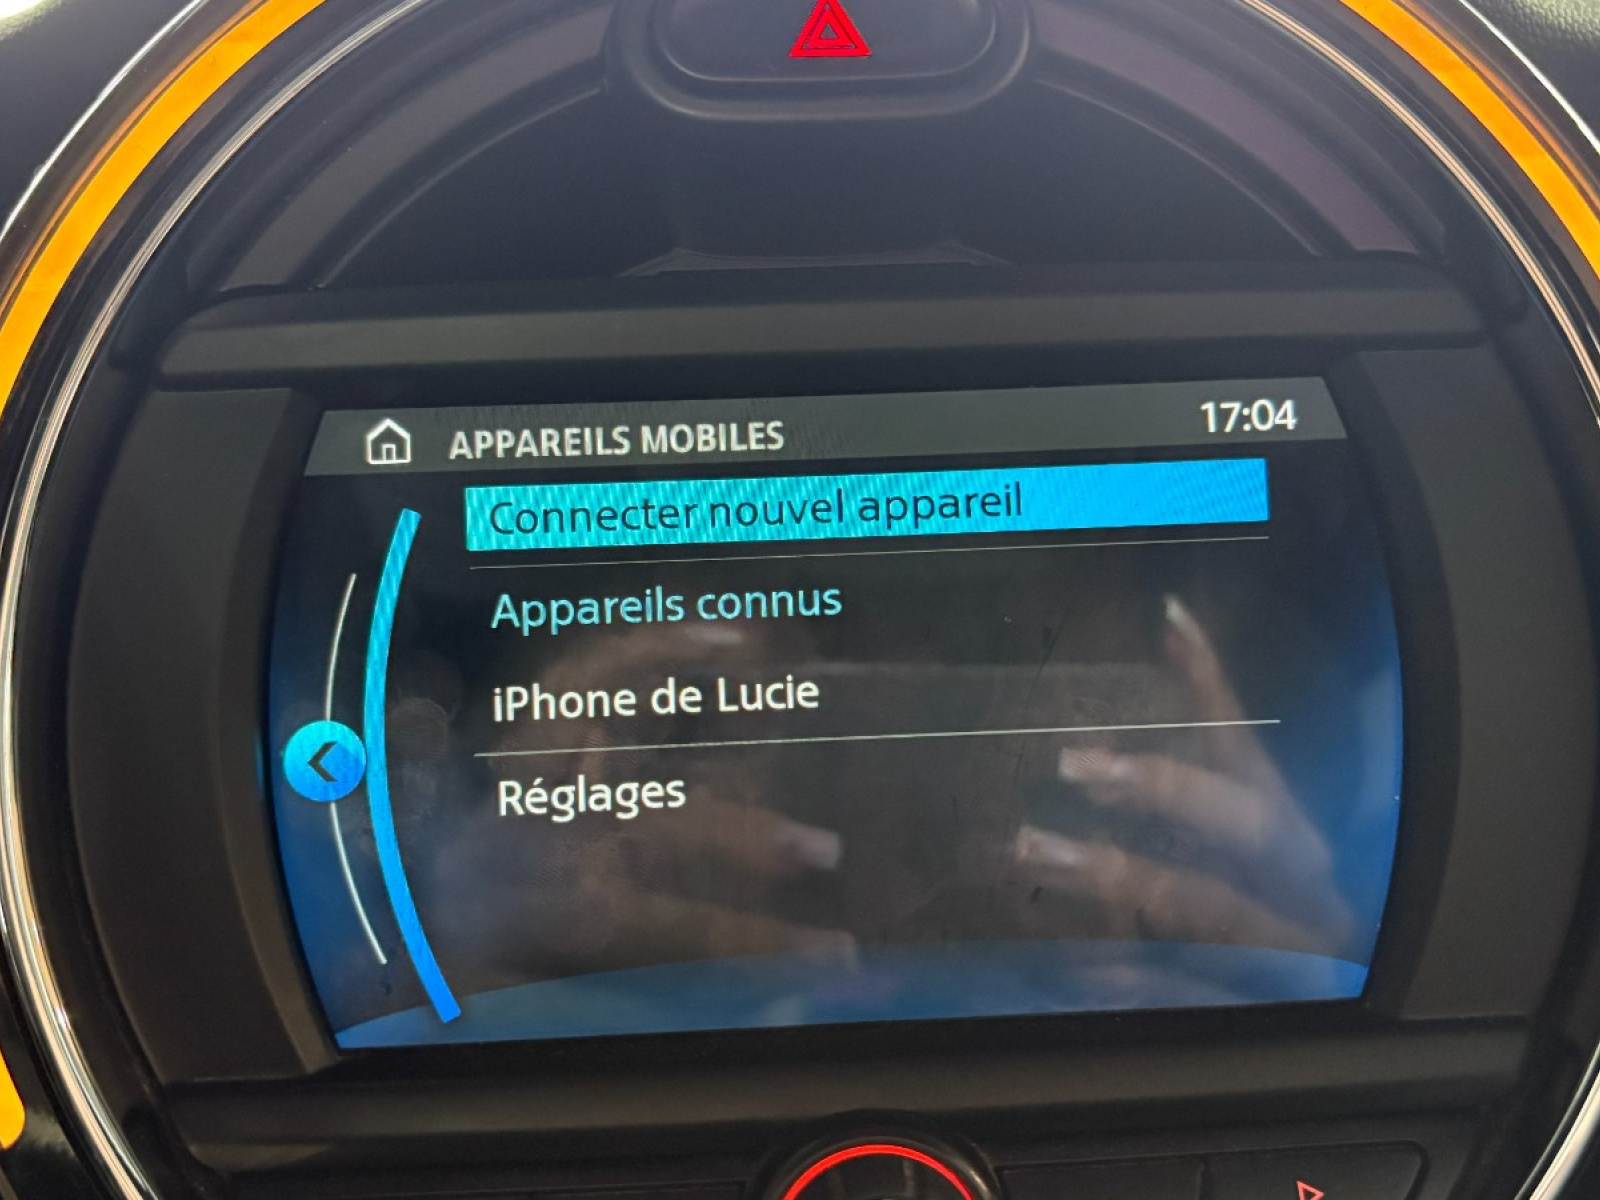 APPAREILS MOBILES 17:04
Connecter nouvel appareil
Appareils connus
iPhone de Lucie
Réglages